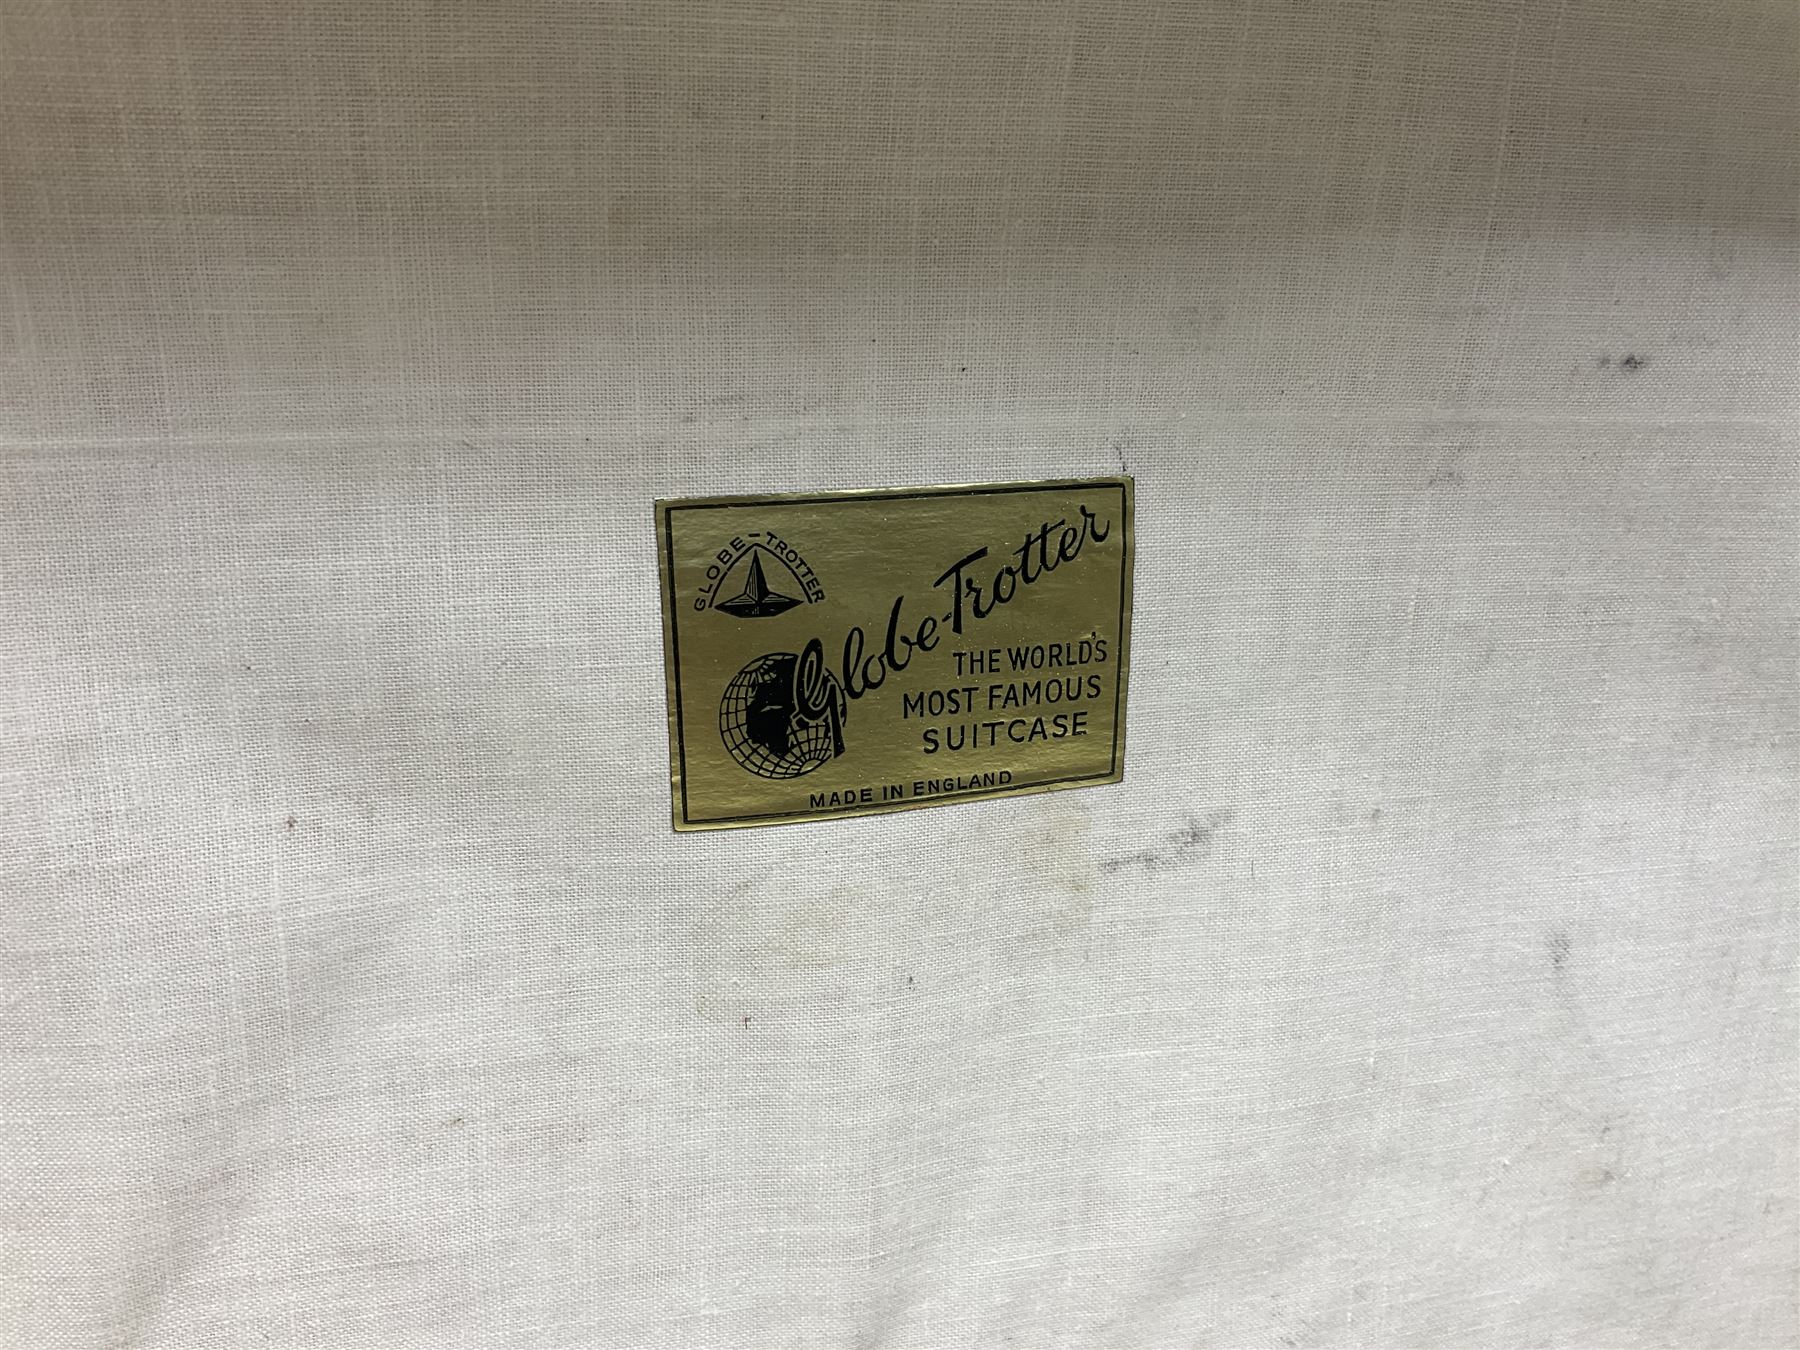 GLOBE-TROTTER
Globe-Trotter
THE WORLD'S
MOST FAMOUS
SUITCASE
MADE IN ENGLAND